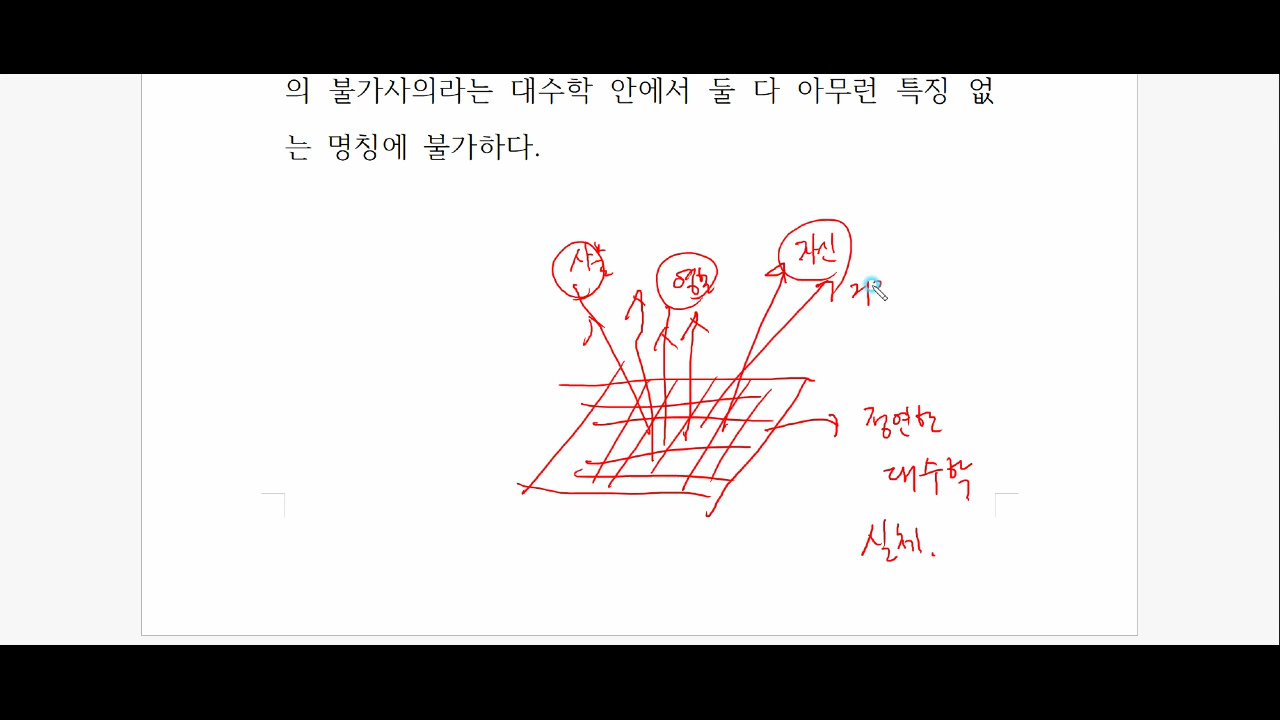 의 불가사의라는 대수학 안에서 둘 다 아무런 특징 없
는 명칭에 불가하다.
사물 영혼 자신
정연한
대수학
실체.